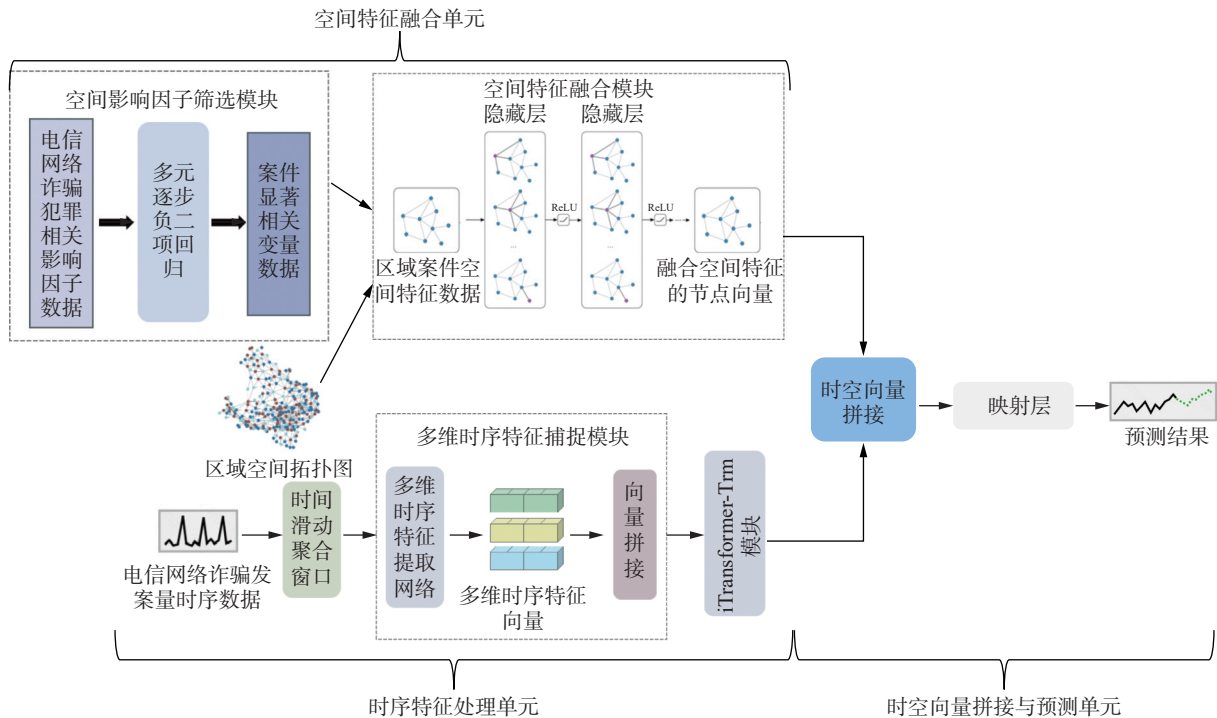 空间特征融合单元
空间影响因子筛选模块
电信
网络
诈骗
犯罪
相关
影响
因子
数据
多元
逐步
负二
项回
归
案件
显著
相关
变量
数据
空间特征融合模块
隐藏层
隐藏层
ReLU
ReLU
...
...
区域案件空
间特征数据
融合空间特征
的节点向量
区域空间拓扑图
时空向量
拼接
映射层
预测结果
多维时序特征捕捉模块
电信网络诈骗发
案量时序数据
时间
滑动
聚合
窗口
多维
时序
特征
提取
网络
多维时序特征
向量
向
量
拼
接
iTransformer-Trm
模块
时序特征处理单元
时空向量拼接与预测单元